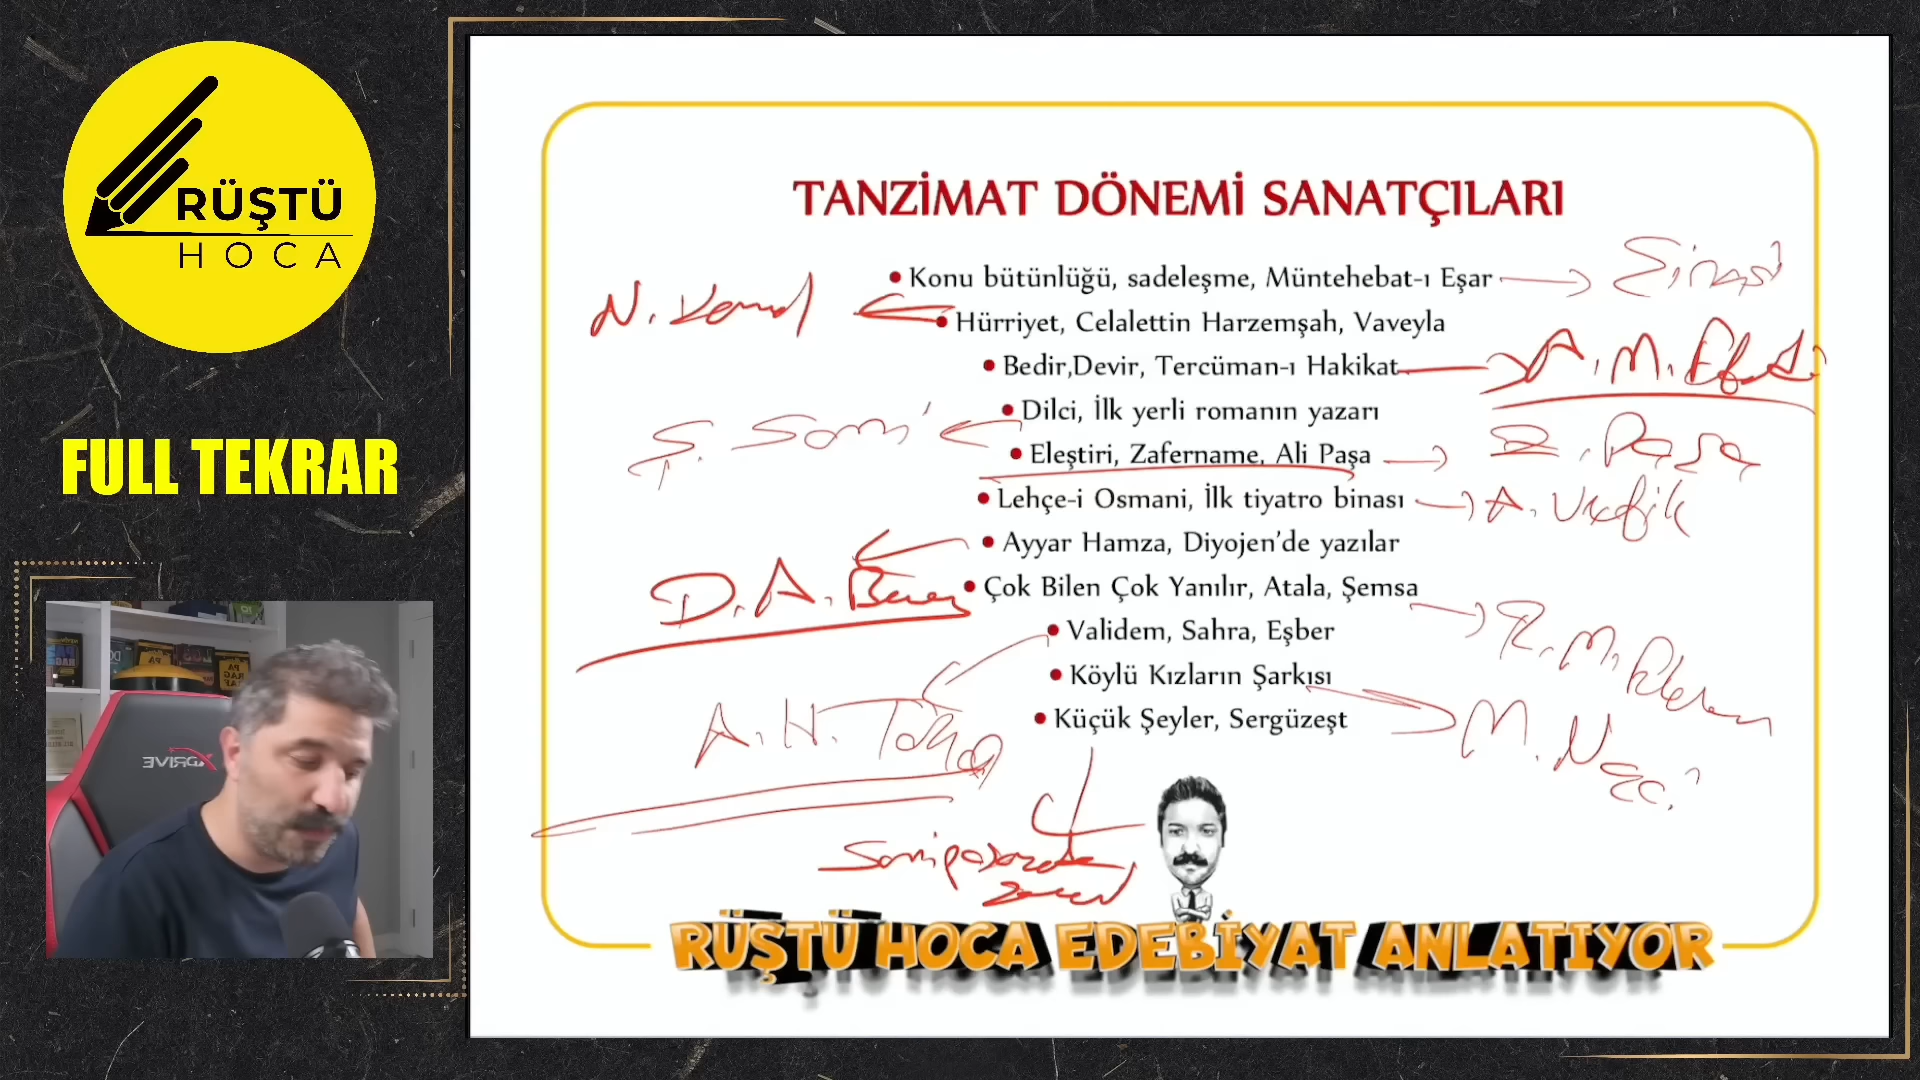 RÜŞTÜ
HOCA
FULL TEKRAR
XDRIVE
TANZİMAT DÖNEMİ SANATÇILARI
• Konu bütünlüğü, sadeleşme, Müntehebat-ı Eşar → Şinasi
N. Kemal ← • Hürriyet, Celalettin Harzemşah, Vaveyla
• Bedir,Devir, Tercüman-ı Hakikat → A. M. Efendi
Ş. Sami ← • Dilci, İlk yerli romanın yazarı
• Eleştiri, Zafername, Ali Paşa → Z. Paşa
• Lehçe-i Osmani, İlk tiyatro binası → A. Vefik
• Ayyar Hamza, Diyojen’de yazılar
D. A. Bey
• Çok Bilen Çok Yanılır, Atala, Şemsa → R. M. Ekrem
• Validem, Sahra, Eşber
• Köylü Kızların Şarkısı → M. Naci
A. H. Tarhan
• Küçük Şeyler, Sergüzeşt
Samipaşazade
RÜŞTÜ HOCA EDEBİYAT ANLATIYOR